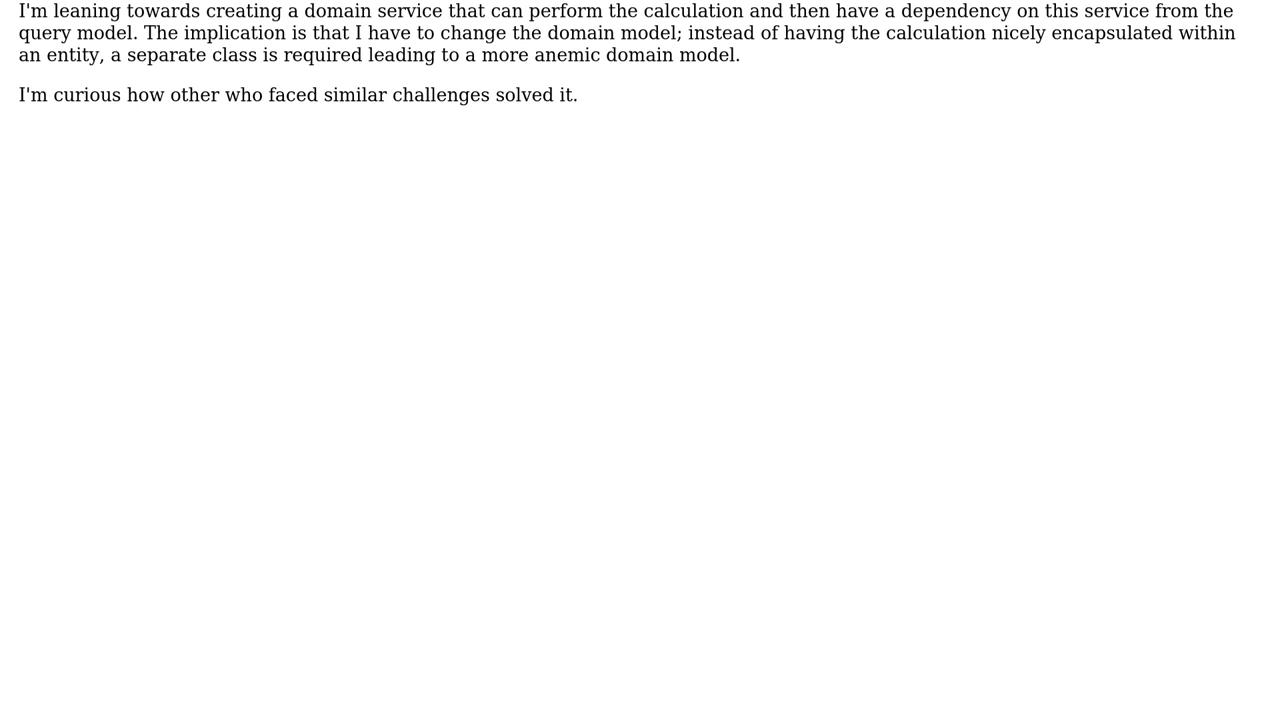 I'm leaning towards creating a domain service that can perform the calculation and then have a dependency on this service from the
query model. The implication is that I have to change the domain model; instead of having the calculation nicely encapsulated within
an entity, a separate class is required leading to a more anemic domain model.
I'm curious how other who faced similar challenges solved it.